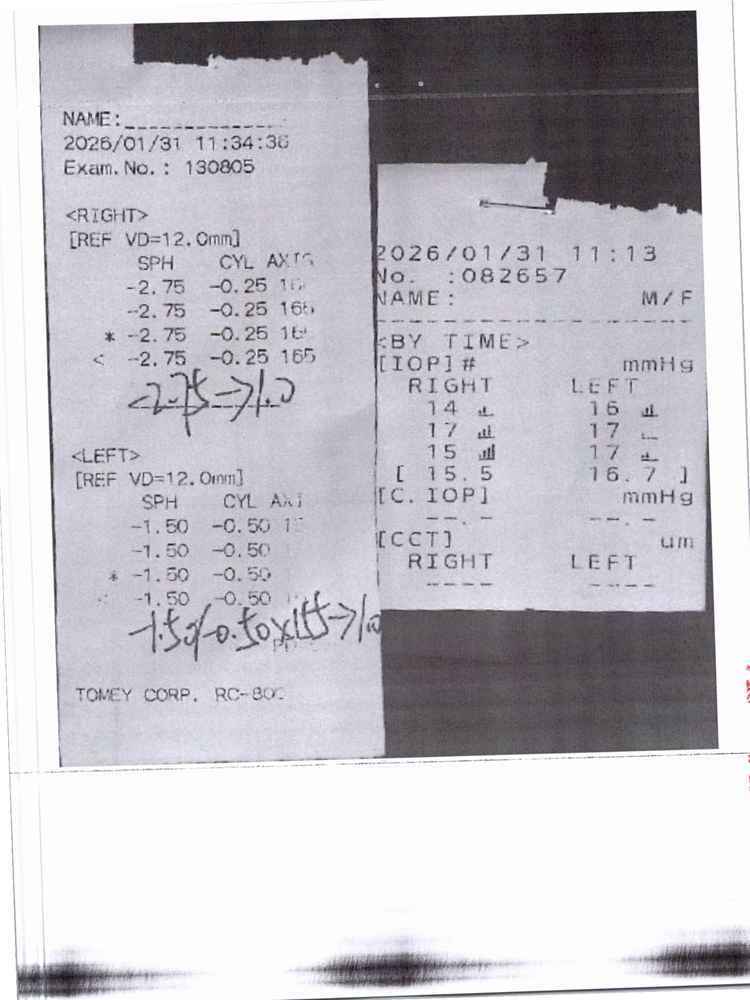 NAME:
2026/01/31 11:34:36
Exam.No.: 130805
<RIGHT>
[REF VD=12.0mm]
SPH CYL AXIS
-2.75 -0.25
-2.75 -0.25 165
* -2.75 -0.25
< -2.75 -0.25 165
-2.75→1.0
<LEFT>
[REF VD=12.0mm]
SPH CYL
-1.50 -0.50
-1.50 -0.50
* -1.50 -0.50
-1.50 -0.50
-1.50/-0.50x155→1.0
TOMEY CORP. RC-800
2026/01/31 11:13
No. :082657
NAME: M/F
<BY TIME>
[IOP]# mmHg
RIGHT LEFT
14 16
17 17
15 17
[ 15.5 16.7 ]
[C.IOP] mmHg
--.- --.-
[CCT] um
RIGHT LEFT
---- ----